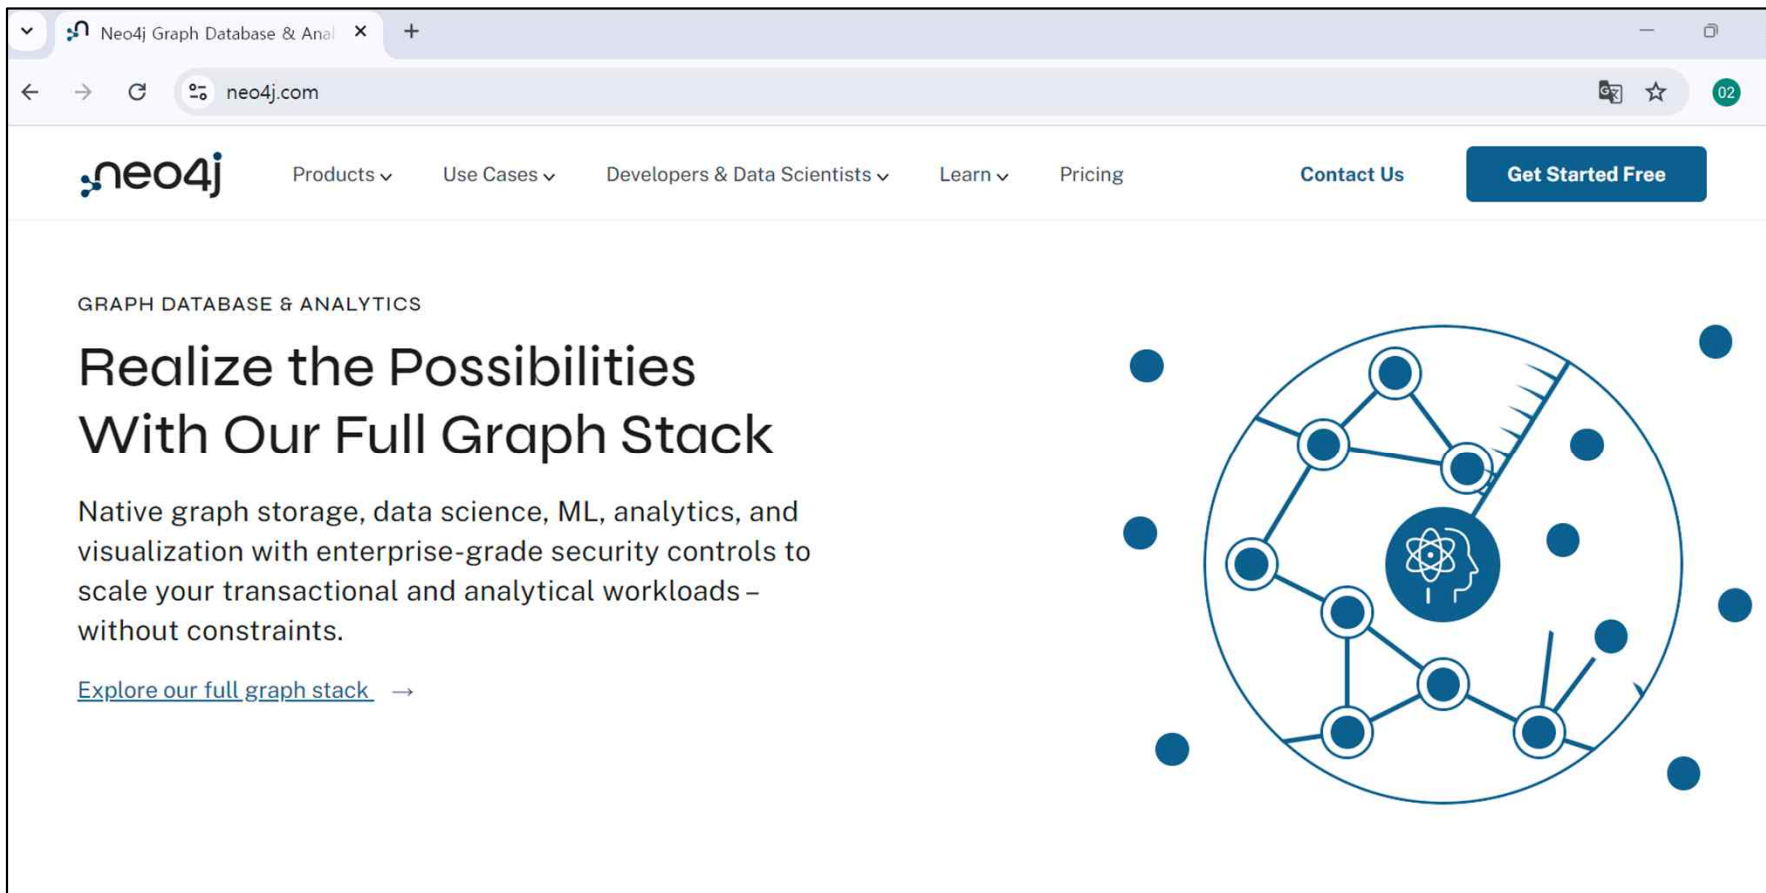 Neo4j Graph Database & Anal
neo4j.com
02
neo4j
Products
Use Cases
Developers & Data Scientists
Learn
Pricing
Contact Us
Get Started Free
GRAPH DATABASE & ANALYTICS
Realize the Possibilities
With Our Full Graph Stack
Native graph storage, data science, ML, analytics, and
visualization with enterprise-grade security controls to
scale your transactional and analytical workloads –
without constraints.
Explore our full graph stack →